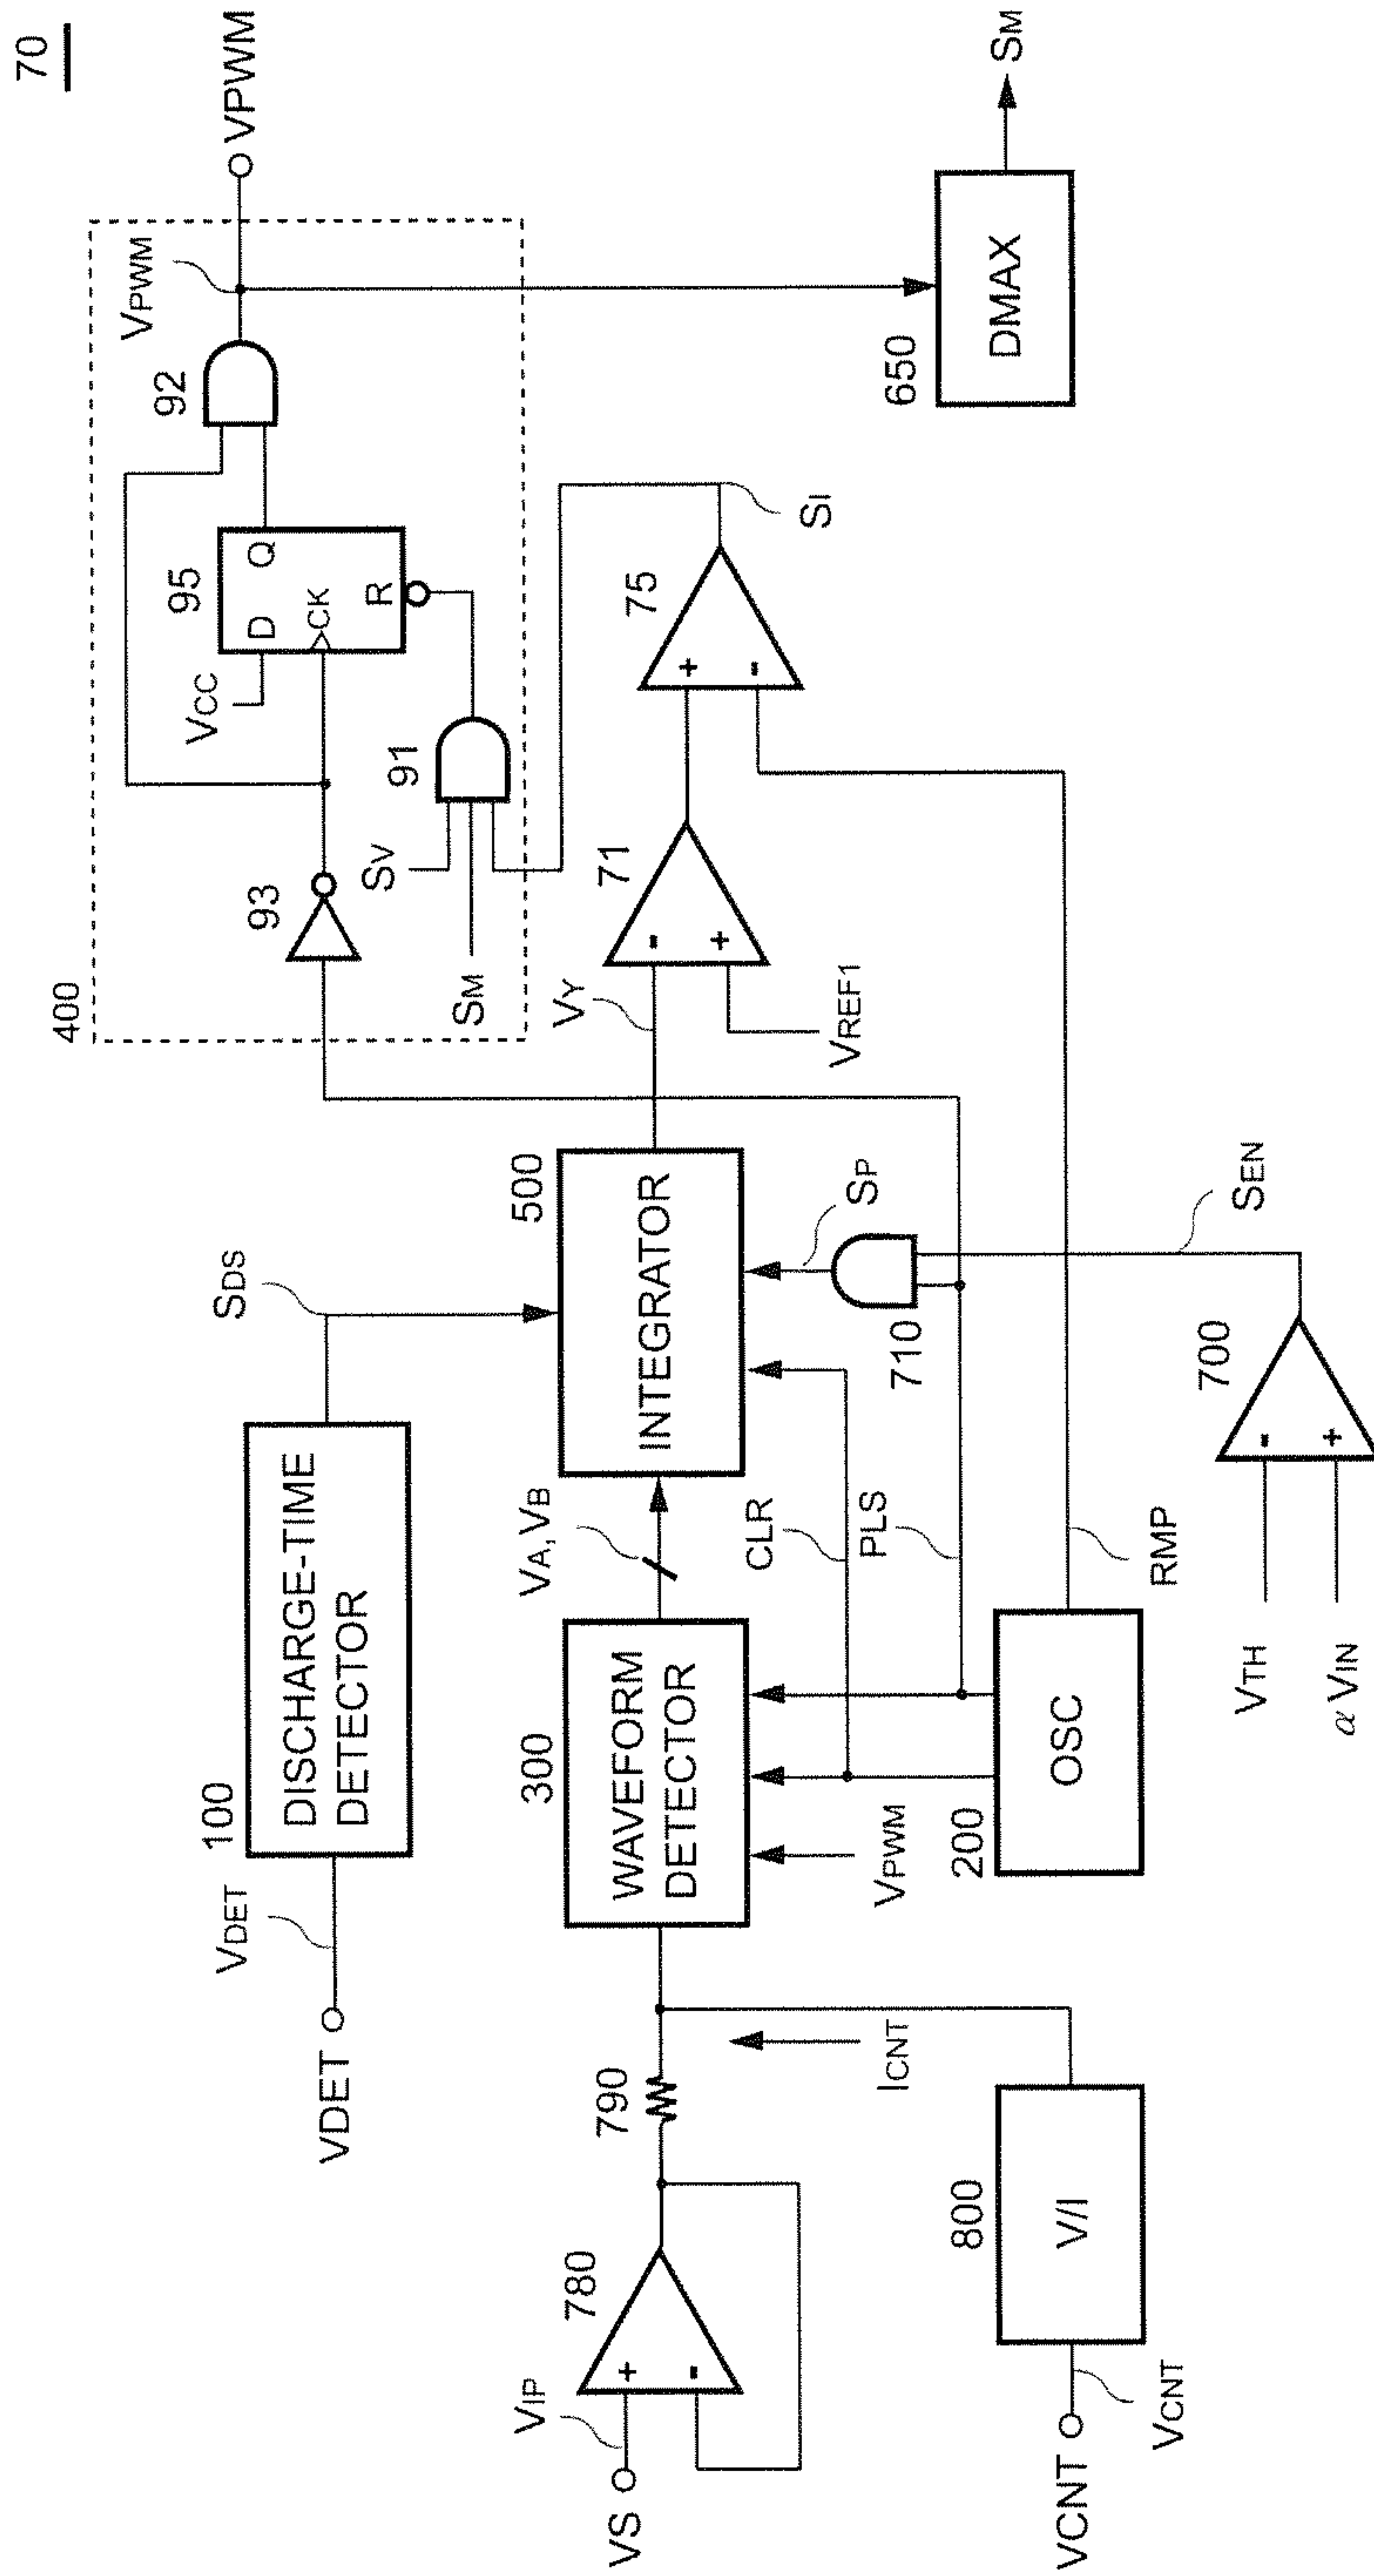 70
VPWM
VPWM
92
400
95
D
Q
CK
R
VCC
93
91
SV
SM
650
DMAX
SM
SDS
100
DISCHARGE-TIME
DETECTOR
VDET
VDET
500
INTEGRATOR
VY
71
-
+
VREF1
75
+
-
SI
VS
VIP
780
+
-
790
ICNT
300
WAVEFORM
DETECTOR
VA, VB
VPWM
CLR
PLS
710
SP
SEN
200
OSC
RMP
VCNT
VCNT
800
V/I
VTH
αVIN
700
-
+